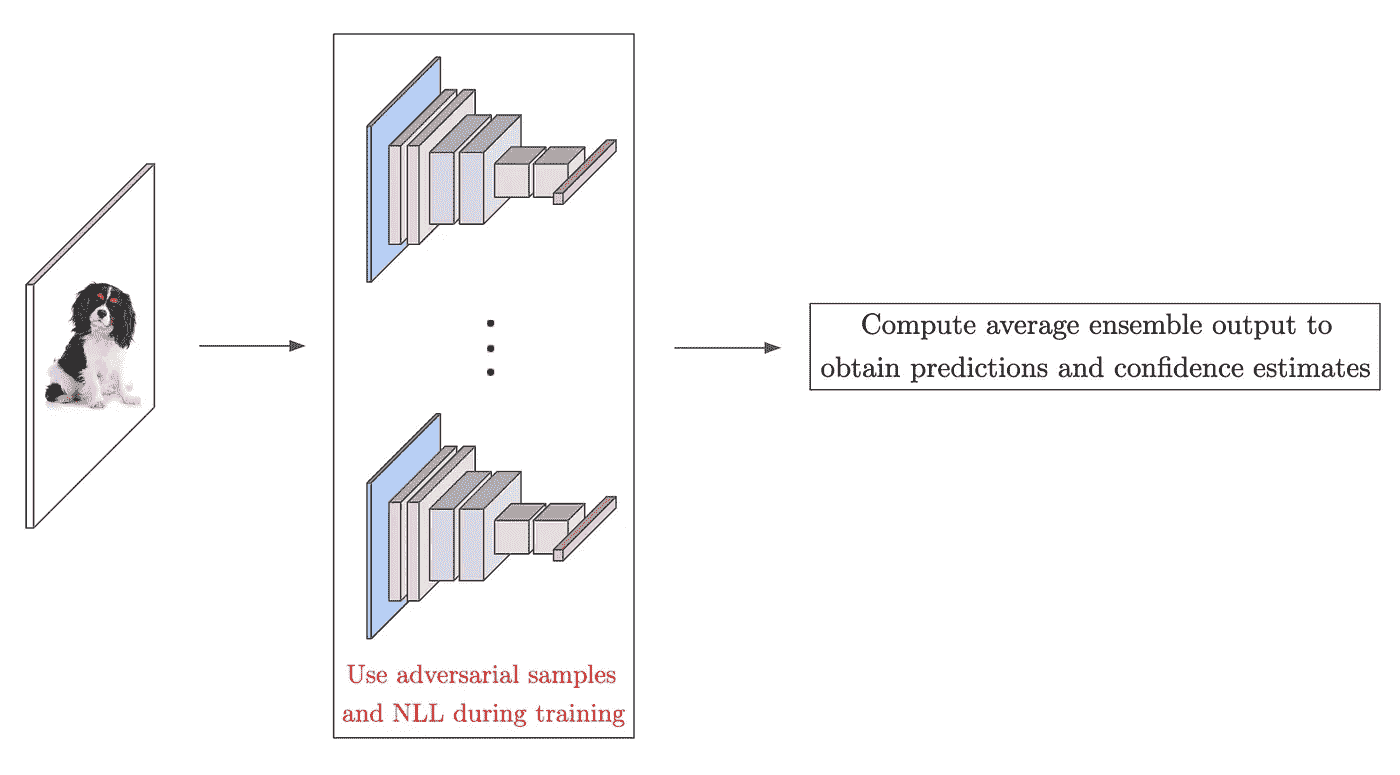 Compute average ensemble output to
obtain predictions and confidence estimates
Use adversarial samples
and NLL during training